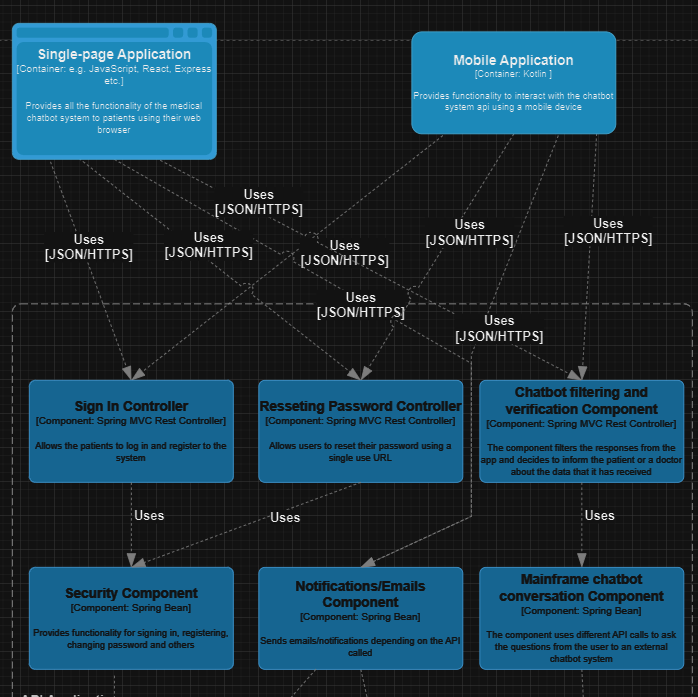 Single-page Application
[Container: e.g. JavaScript, React, Express
etc.]
Provides all the functionality of the medical
chatbot system to patients using their web
browser
Mobile Application
[Container: Kotlin ]
Provides functionality to interact with the chatbot
system api using a mobile device
Uses
[JSON/HTTPS]
Uses
[JSON/HTTPS]
Uses
[JSON/HTTPS]
Uses
[JSON/HTTPS]
Uses
[JSON/HTTPS]
Uses
[JSON/HTTPS]
Uses
[JSON/HTTPS]
Uses
[JSON/HTTPS]
Sign In Controller
[Component: Spring MVC Rest Controller]
Allows the patients to log in and register to the
system
Resseting Password Controller
[Component: Spring MVC Rest Controller]
Allows users to reset their password using a
single use URL
Chatbot filtering and
verification Component
[Component: Spring MVC Rest Controller]
The component filters the responses from the
app and decides to inform the patient or a doctor
about the data that it has received
Uses
Uses
Uses
Security Component
[Component: Spring Bean]
Provides functionality for signing in, registering,
changing password and others
Notifications/Emails
Component
[Component: Spring Bean]
Sends emails/notifications depending on the API
called
Mainframe chatbot
conversation Component
[Component: Spring Bean]
The component uses different API calls to ask
the questions from the user to an external
chatbot system
API Application